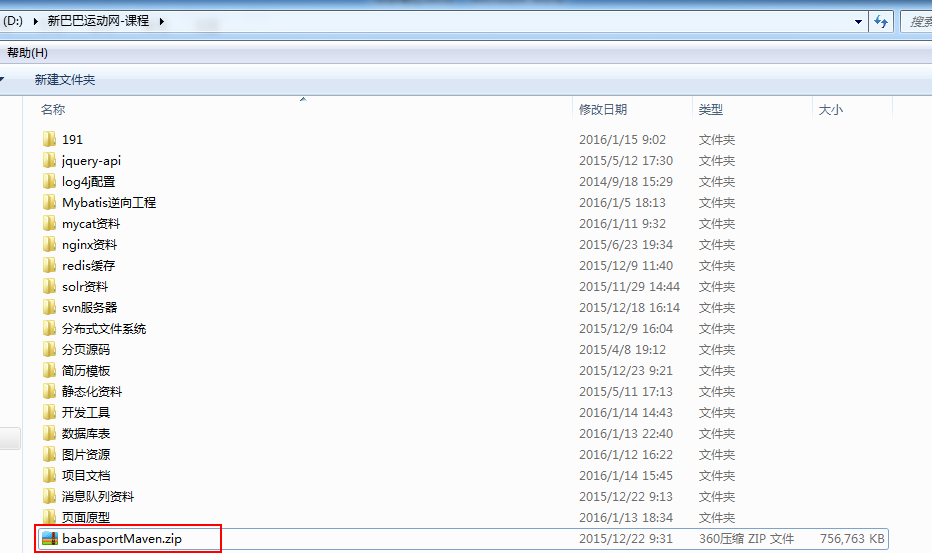 (D:) ▸ 新巴巴运动网-课程 ▸ 搜索
帮助(H)
新建文件夹
名称 修改日期 类型 大小
191 2016/1/15 9:02 文件夹
jquery-api 2015/5/12 17:30 文件夹
log4j配置 2014/9/18 15:29 文件夹
Mybatis逆向工程 2016/1/5 18:13 文件夹
mycat资料 2016/1/11 9:32 文件夹
nginx资料 2015/6/23 19:34 文件夹
redis缓存 2015/12/9 11:40 文件夹
solr资料 2015/11/29 14:44 文件夹
svn服务器 2015/12/18 16:14 文件夹
分布式文件系统 2015/12/9 16:04 文件夹
分页源码 2015/4/8 19:12 文件夹
简历模板 2015/12/23 9:21 文件夹
静态化资料 2015/5/11 17:13 文件夹
开发工具 2016/1/14 14:43 文件夹
数据库表 2016/1/13 22:40 文件夹
图片资源 2016/1/12 16:22 文件夹
项目文档 2016/1/14 15:45 文件夹
消息队列资料 2015/12/22 9:13 文件夹
页面原型 2016/1/13 18:34 文件夹
babasportMaven.zip 2015/12/22 9:31 360压缩 ZIP 文件 756,763 KB